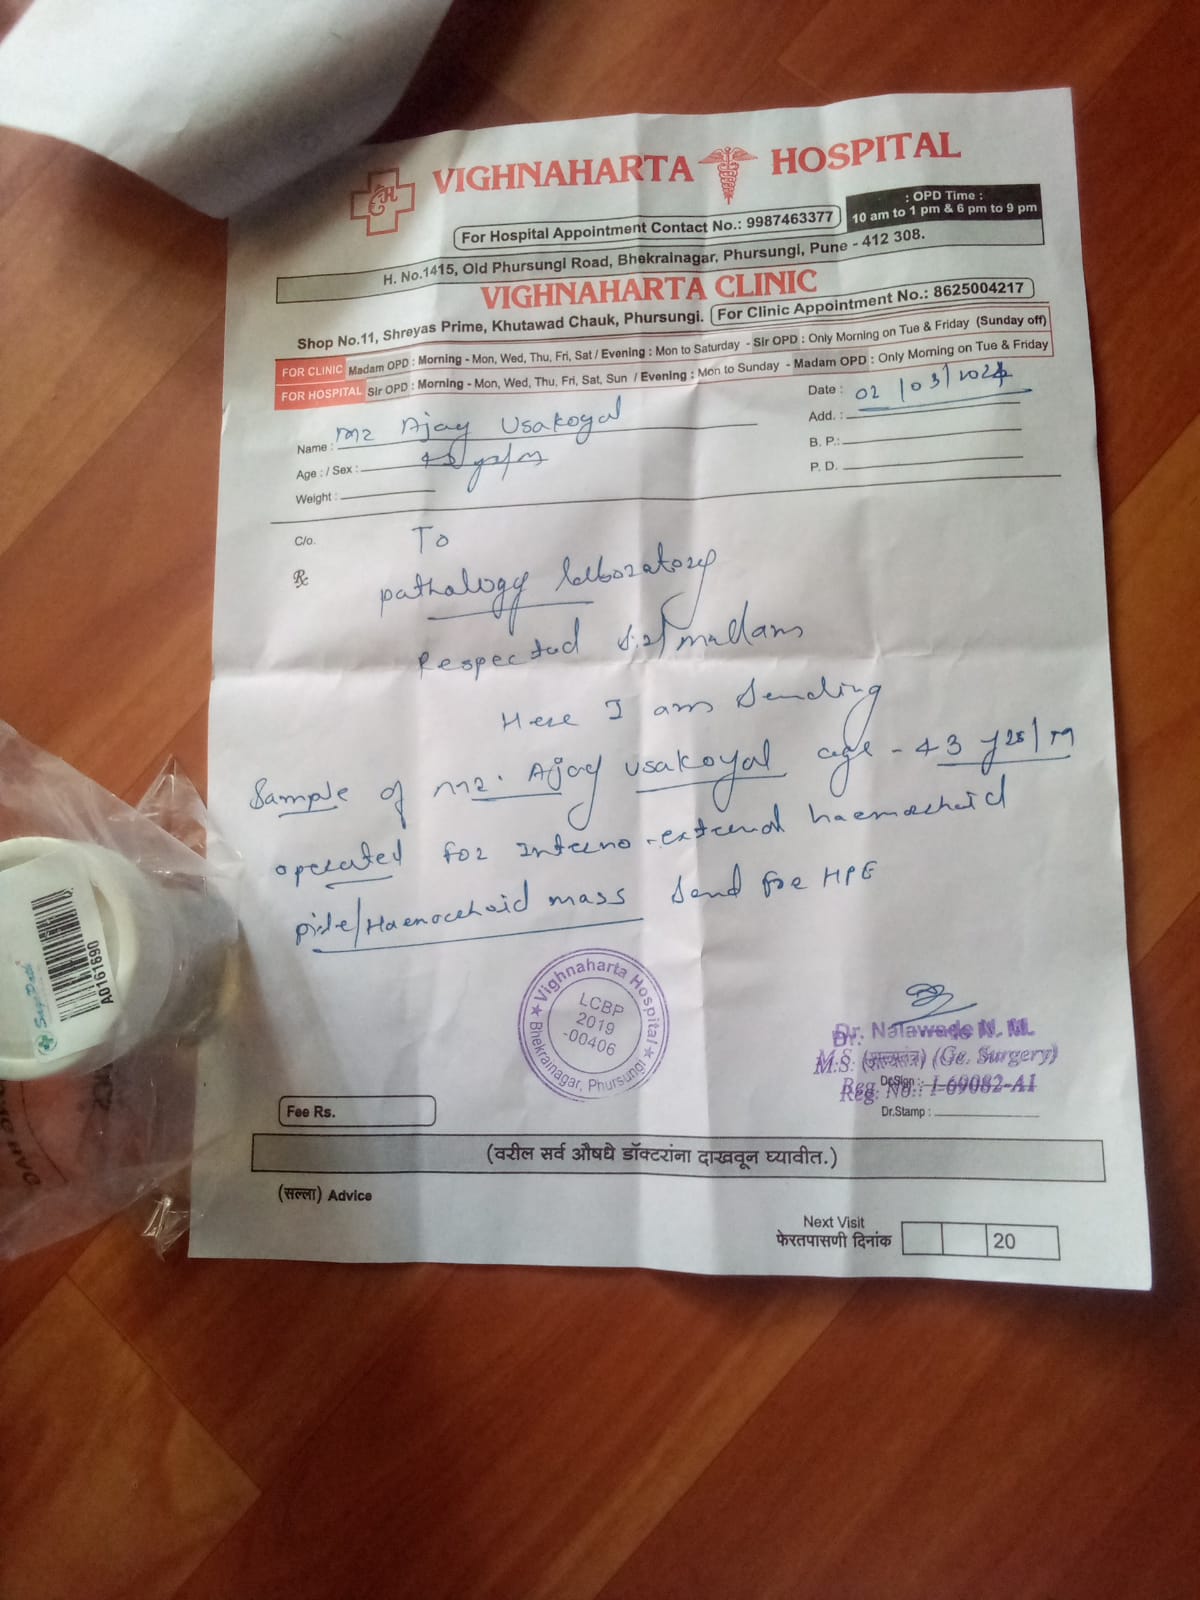 VIGHNAHARTA HOSPITAL
: OPD Time :
10 am to 1 pm & 6 pm to 9 pm
For Hospital Appointment Contact No.: 9987463377
H. No.1415, Old Phursungi Road, Bhekrainagar, Phursungi, Pune - 412 308.
VIGHNAHARTA CLINIC
Shop No.11, Shreyas Prime, Khutawad Chauk, Phursungi. For Clinic Appointment No.: 8625004217
FOR CLINIC Madam OPD : Morning - Mon, Wed, Thu, Fri, Sat / Evening : Mon to Saturday - Sir OPD : Only Morning on Tue & Friday (Sunday off)
FOR HOSPITAL Sir OPD : Morning - Mon, Wed, Thu, Fri, Sat, Sun / Evening : Mon to Sunday - Madam OPD : Only Morning on Tue & Friday
Date : 02/03/2024
Name : Mr Ajay Usakoyal
Add. :
Age : / Sex : 43 yrs/m
B. P.:
Weight :
P. D.
C/o.
To
Rx
pathology laboratory
Respected Sir/maddam
Here I am sending
Sample of Mr. Ajay Usakoyal age - 43 yrs/M
operated for Interno-external haemorrhoid
pile/Haemorrhoid mass Send for HPE
Vighnaharta Hospital
LCBP
2019
-00406
Bhekrainagar, Phursungi
Dr. Nalawade N. M.
M.S. (शल्यतंत्र) (Ge. Surgery)
Reg. No.: I-69082-A1
Dr.Sign :
Dr.Stamp :
Fee Rs.
(वरील सर्व औषधे डॉक्टरांना दाखवून घ्यावीत.)
(सल्ला) Advice
Next Visit
फेरतपासणी दिनांक 20
A0161690